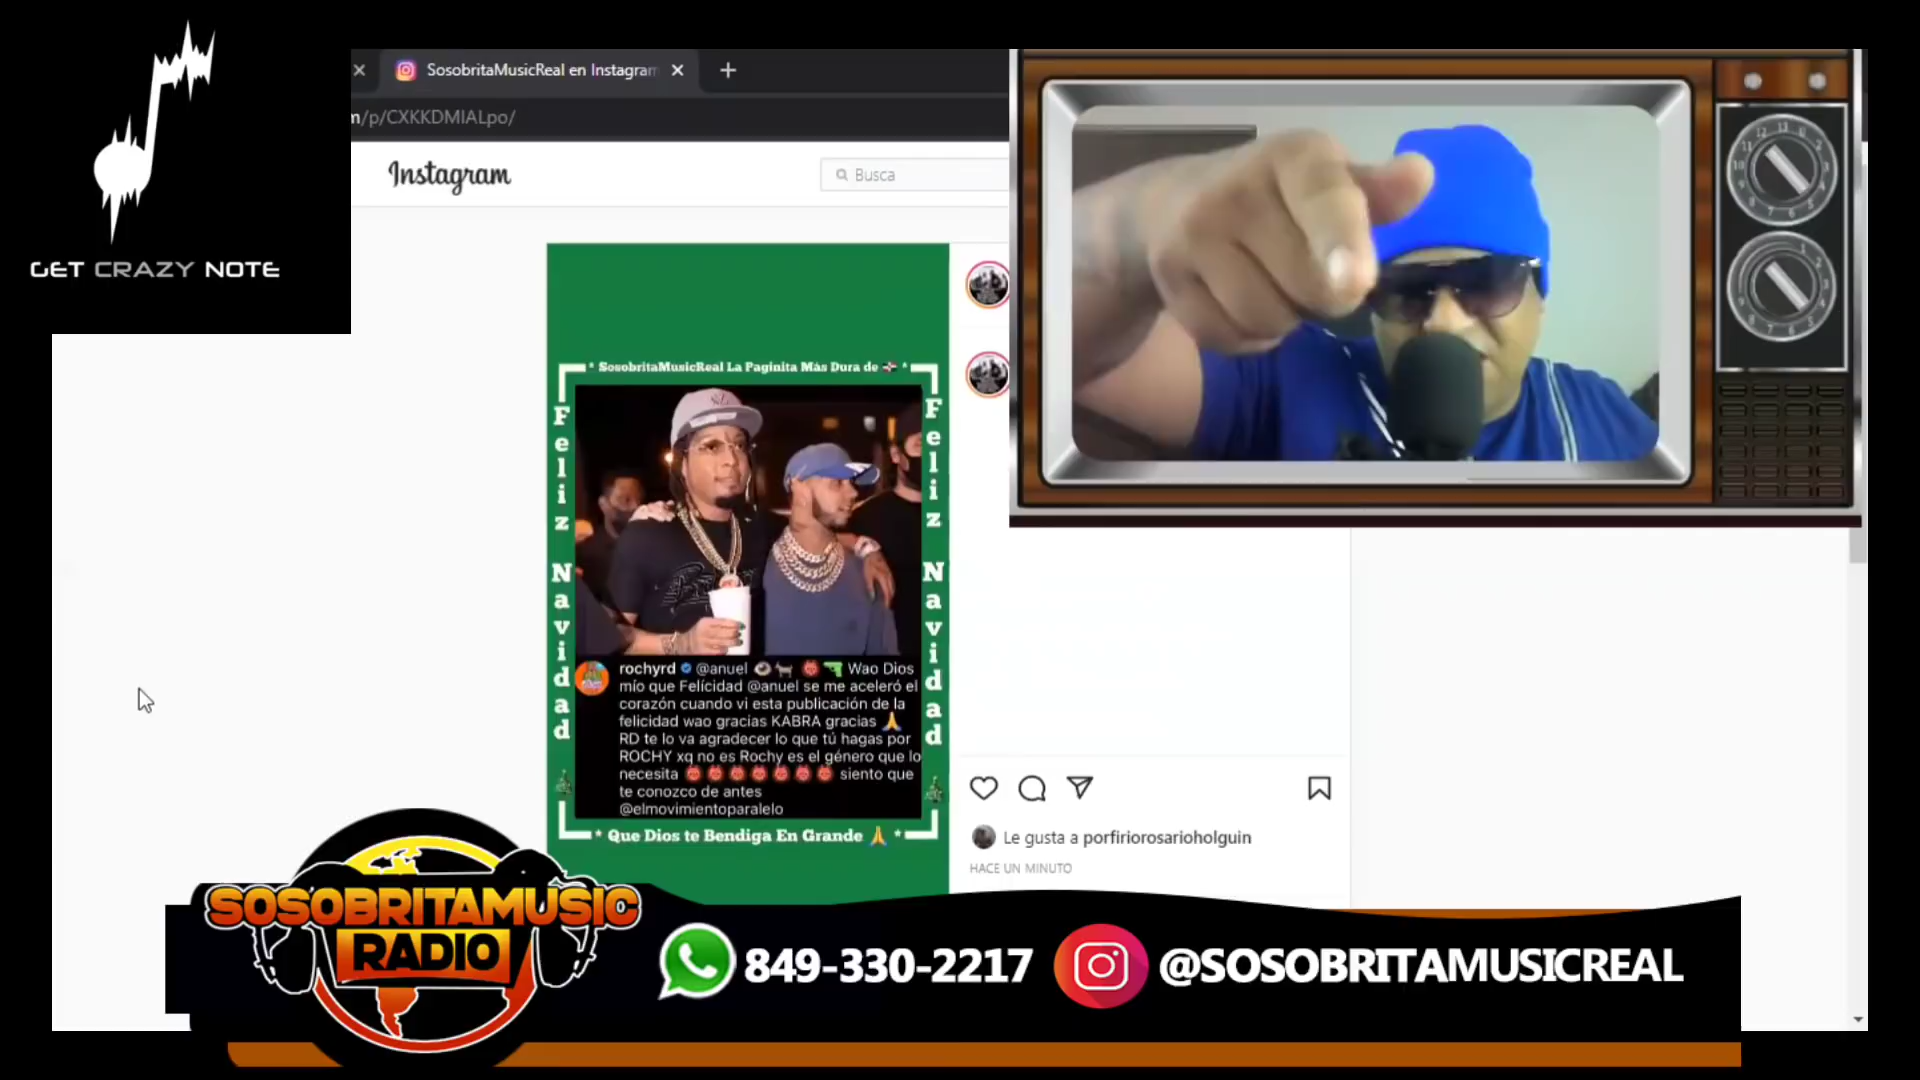 GET CRAZY NOTE
SosobritaMusicReal en Instagram
m/p/CXKKDMIALpo/
Instagram
Busca
* SosobritaMusicReal La Paginita Más Dura de *
Feliz Navidad
Feliz Navidad
rochyrd @anuel Wao Dios
mío que Felícidad @anuel se me aceleró el
corazón cuando vi esta publicación de la
felicidad wao gracias KABRA gracias
RD te lo va agradecer lo que tú hagas por
ROCHY xq no es Rochy es el género que lo
necesita siento que
te conozco de antes
@elmovimientoparalelo
* Que Dios te Bendiga En Grande *
Le gusta a porfiriorosarioholguin
HACE UN MINUTO
SOSOBRITAMUSIC
RADIO
849-330-2217
@SOSOBRITAMUSICREAL